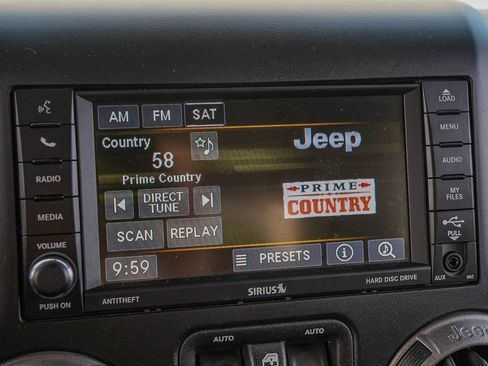 AM FM SAT
Country
58
Prime Country
DIRECT
TUNE
SCAN REPLAY
9:59
PRESETS
Jeep
PRIME
COUNTRY
RADIO
MEDIA
VOLUME
PUSH ON
LOAD
MENU
AUDIO
MY
FILES
PULL
AUX
ANTITHEFT
SIRIUS
HARD DISC DRIVE
AUTO AUTO
Jeep